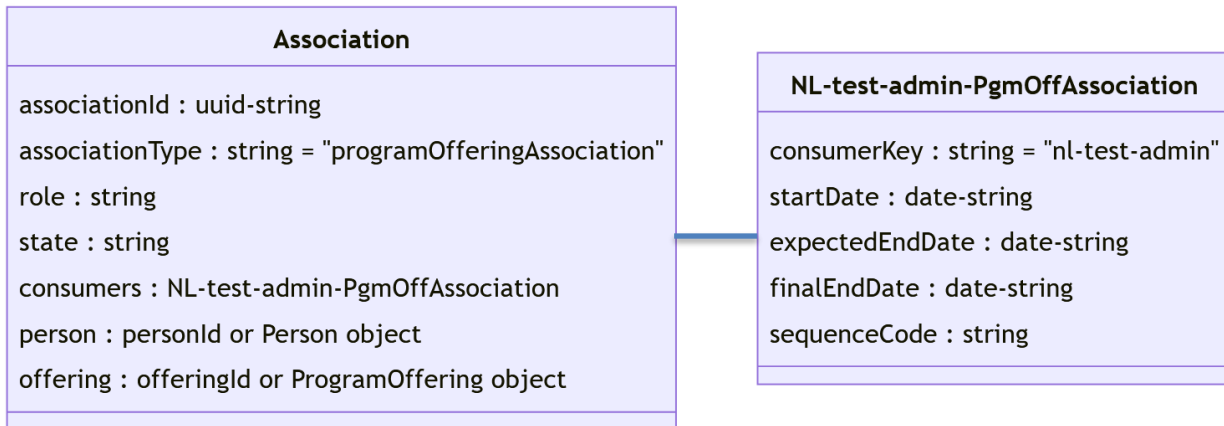 Association
associationId : uuid-string
associationType : string = "programOfferingAssociation"
role : string
state : string
consumers : NL-test-admin-PgmOffAssociation
person : personId or Person object
offering : offeringId or ProgramOffering object
NL-test-admin-PgmOffAssociation
consumerKey : string = "nl-test-admin"
startDate : date-string
expectedEndDate : date-string
finalEndDate : date-string
sequenceCode : string